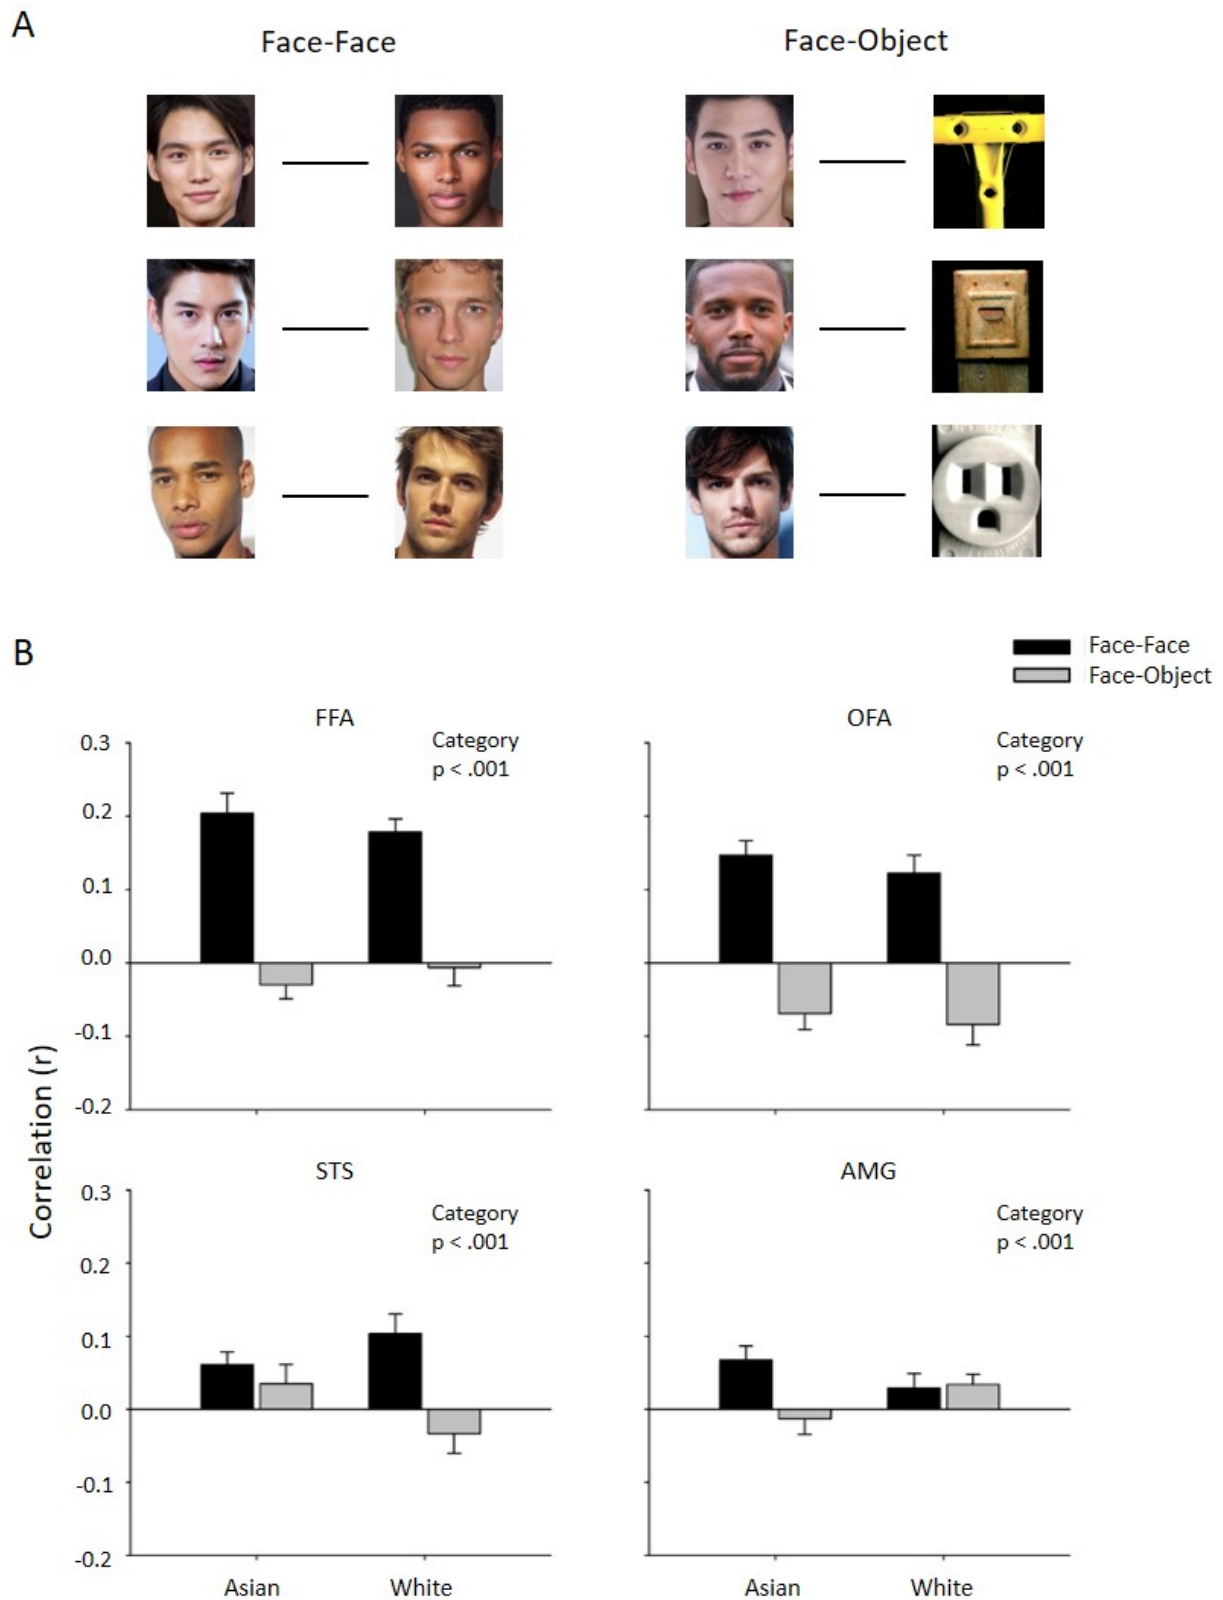 A
Face-Face
Face-Object
B
Face-Face
Face-Object
FFA
OFA
Category
p < .001
Category
p < .001
0.3
0.2
0.1
0.0
-0.1
-0.2
Correlation (r)
STS
AMG
Category
p < .001
Category
p < .001
0.3
0.2
0.1
0.0
-0.1
-0.2
Asian
White
Asian
White